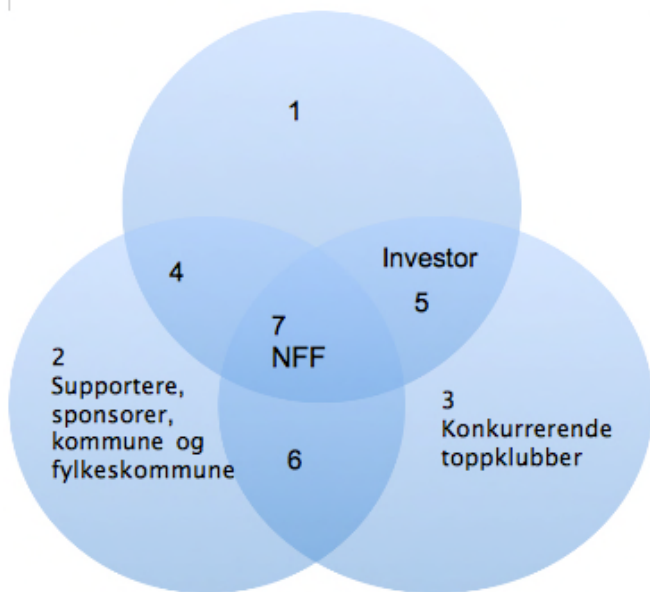 1
4
Investor
5
7
NFF
2
Supportere,
sponsorer,
kommune og
fylkeskommune
3
Konkurrerende
toppklubber
6